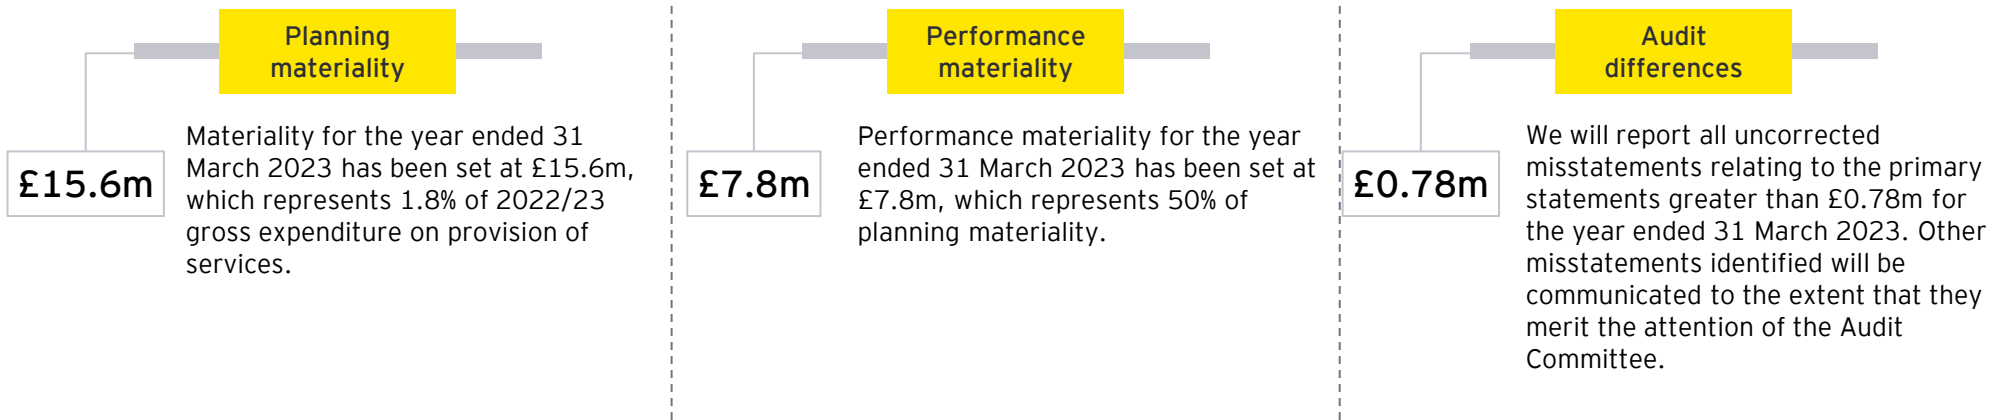 Planning
materiality
£15.6m
Materiality for the year ended 31
March 2023 has been set at £15.6m,
which represents 1.8% of 2022/23
gross expenditure on provision of
services.
Performance
materiality
£7.8m
Performance materiality for the year
ended 31 March 2023 has been set at
£7.8m, which represents 50% of
planning materiality.
Audit
differences
£0.78m
We will report all uncorrected
misstatements relating to the primary
statements greater than £0.78m for
the year ended 31 March 2023. Other
misstatements identified will be
communicated to the extent that they
merit the attention of the Audit
Committee.